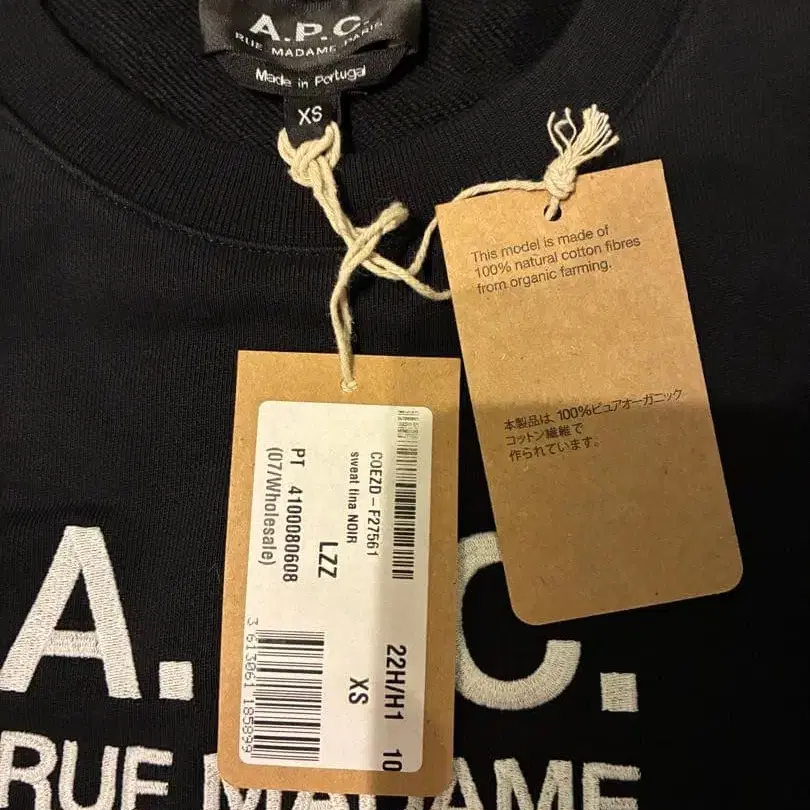 A.P.C.
RUE MADAME PARIS
Made in Portugal
XS
This model is made of
100% natural cotton fibres
from organic farming.
本製品は 100%ピュアオーガニック
コットン繊維で
作られています。
COEZD-F27561
sweat tina NOIR
LZZ
PT 4100080608
(07/Wholesale)
22H/H1 10
XS
3 613061 185899
A. C.
RUE MADAME